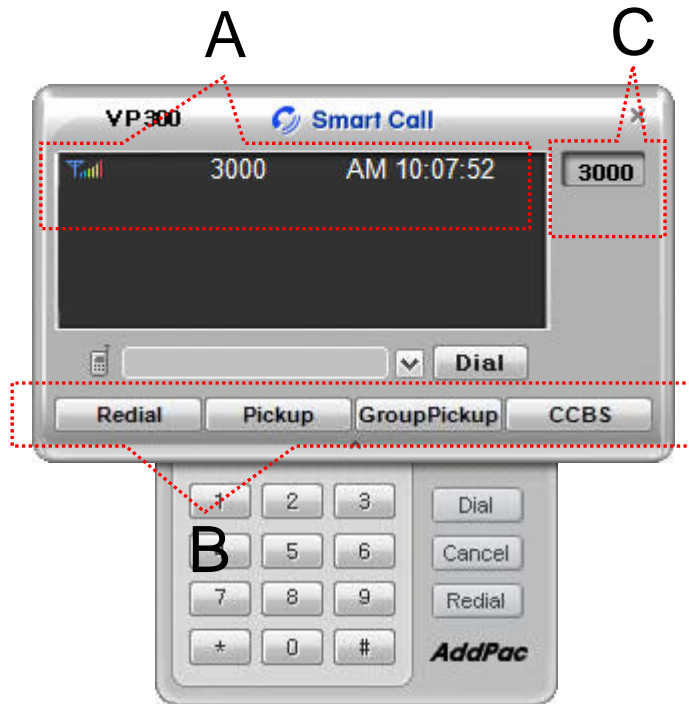 A C
VP300 Smart Call ×
3000 AM 10:07:52 3000
Dial
Redial Pickup GroupPickup CCBS
1 2 3 Dial
B 5 6 Cancel
7 8 9 Redial
* 0 # AddPac